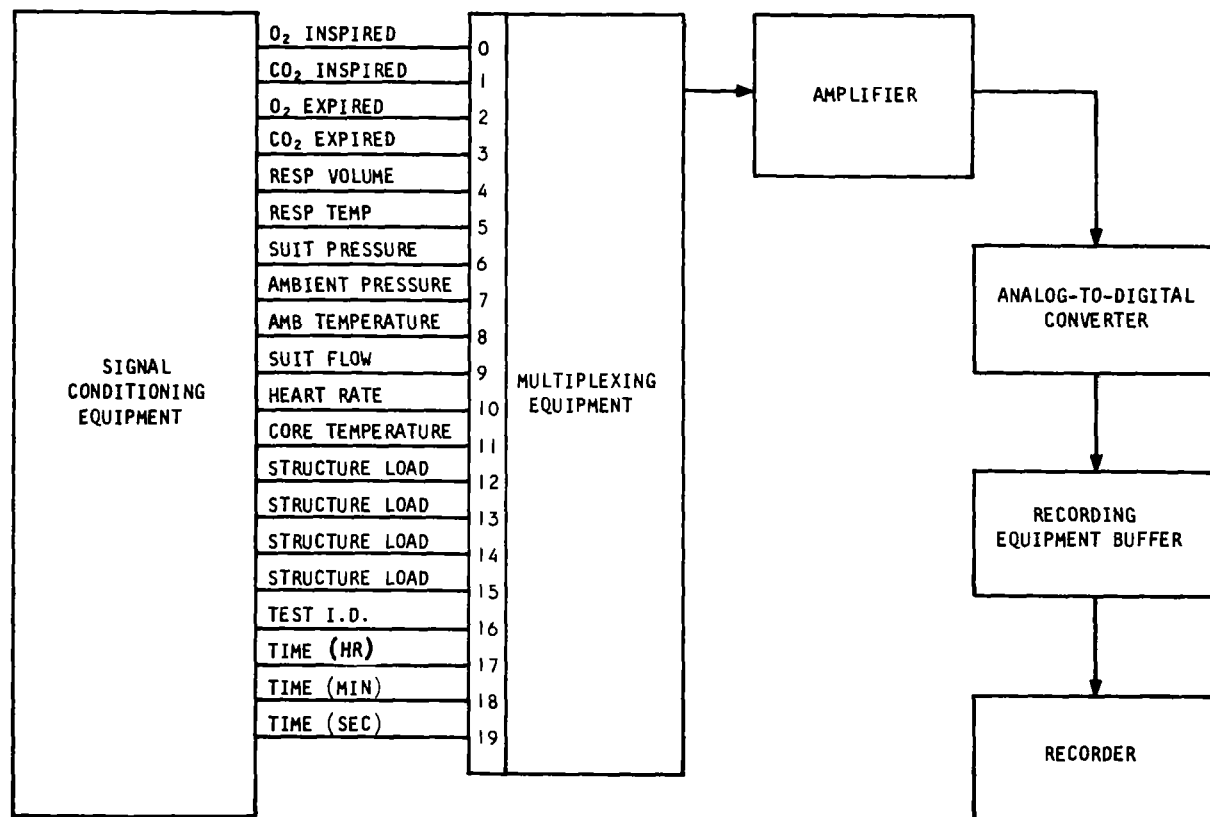 SIGNAL
CONDITIONING
EQUIPMENT
O₂ INSPIRED
0
CO₂ INSPIRED
1
O₂ EXPIRED
2
CO₂ EXPIRED
3
RESP VOLUME
4
RESP TEMP
5
SUIT PRESSURE
6
AMBIENT PRESSURE
7
AMB TEMPERATURE
8
SUIT FLOW
9
HEART RATE
10
CORE TEMPERATURE
11
STRUCTURE LOAD
12
STRUCTURE LOAD
13
STRUCTURE LOAD
14
STRUCTURE LOAD
15
TEST I.D.
16
TIME (HR)
17
TIME (MIN)
18
TIME (SEC)
19
MULTIPLEXING
EQUIPMENT
AMPLIFIER
ANALOG-TO-DIGITAL
CONVERTER
RECORDING
EQUIPMENT BUFFER
RECORDER